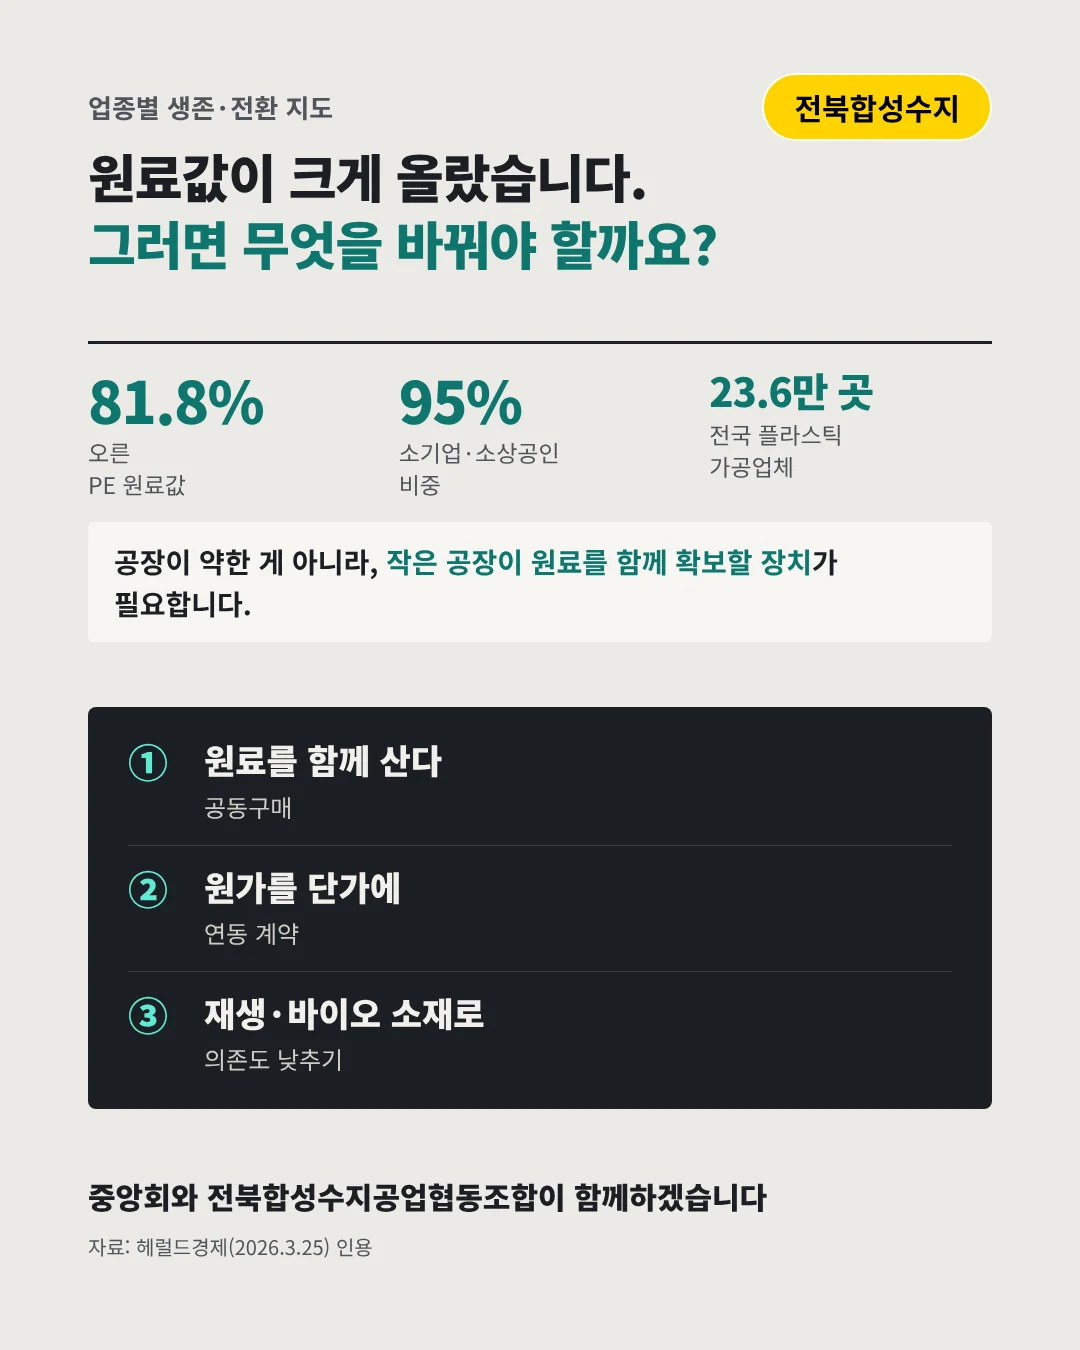 업종별 생존·전환 지도
전북합성수지
원료값이 크게 올랐습니다.
그러면 무엇을 바꿔야 할까요?
81.8%
오른
PE 원료값
95%
소기업·소상공인
비중
23.6만 곳
전국 플라스틱
가공업체
공장이 약한 게 아니라, 작은 공장이 원료를 함께 확보할 장치가
필요합니다.
① 원료를 함께 산다
공동구매
② 원가를 단가에
연동 계약
③ 재생·바이오 소재로
의존도 낮추기
중앙회와 전북합성수지공업협동조합이 함께하겠습니다
자료: 헤럴드경제(2026.3.25) 인용